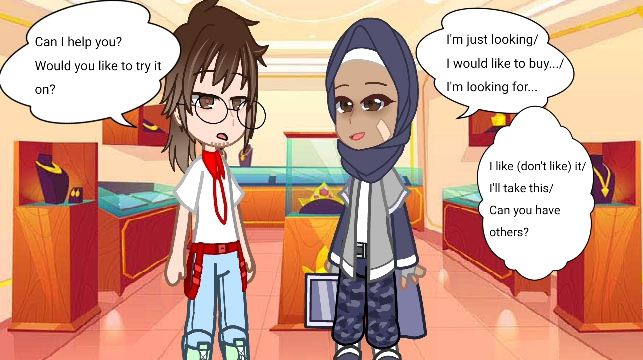 Can I help you?
Would you like to try it
on?
I'm just looking/
I would like to buy.../
I'm looking for...
I like (don't like) it/
I'll take this/
Can you have
others?